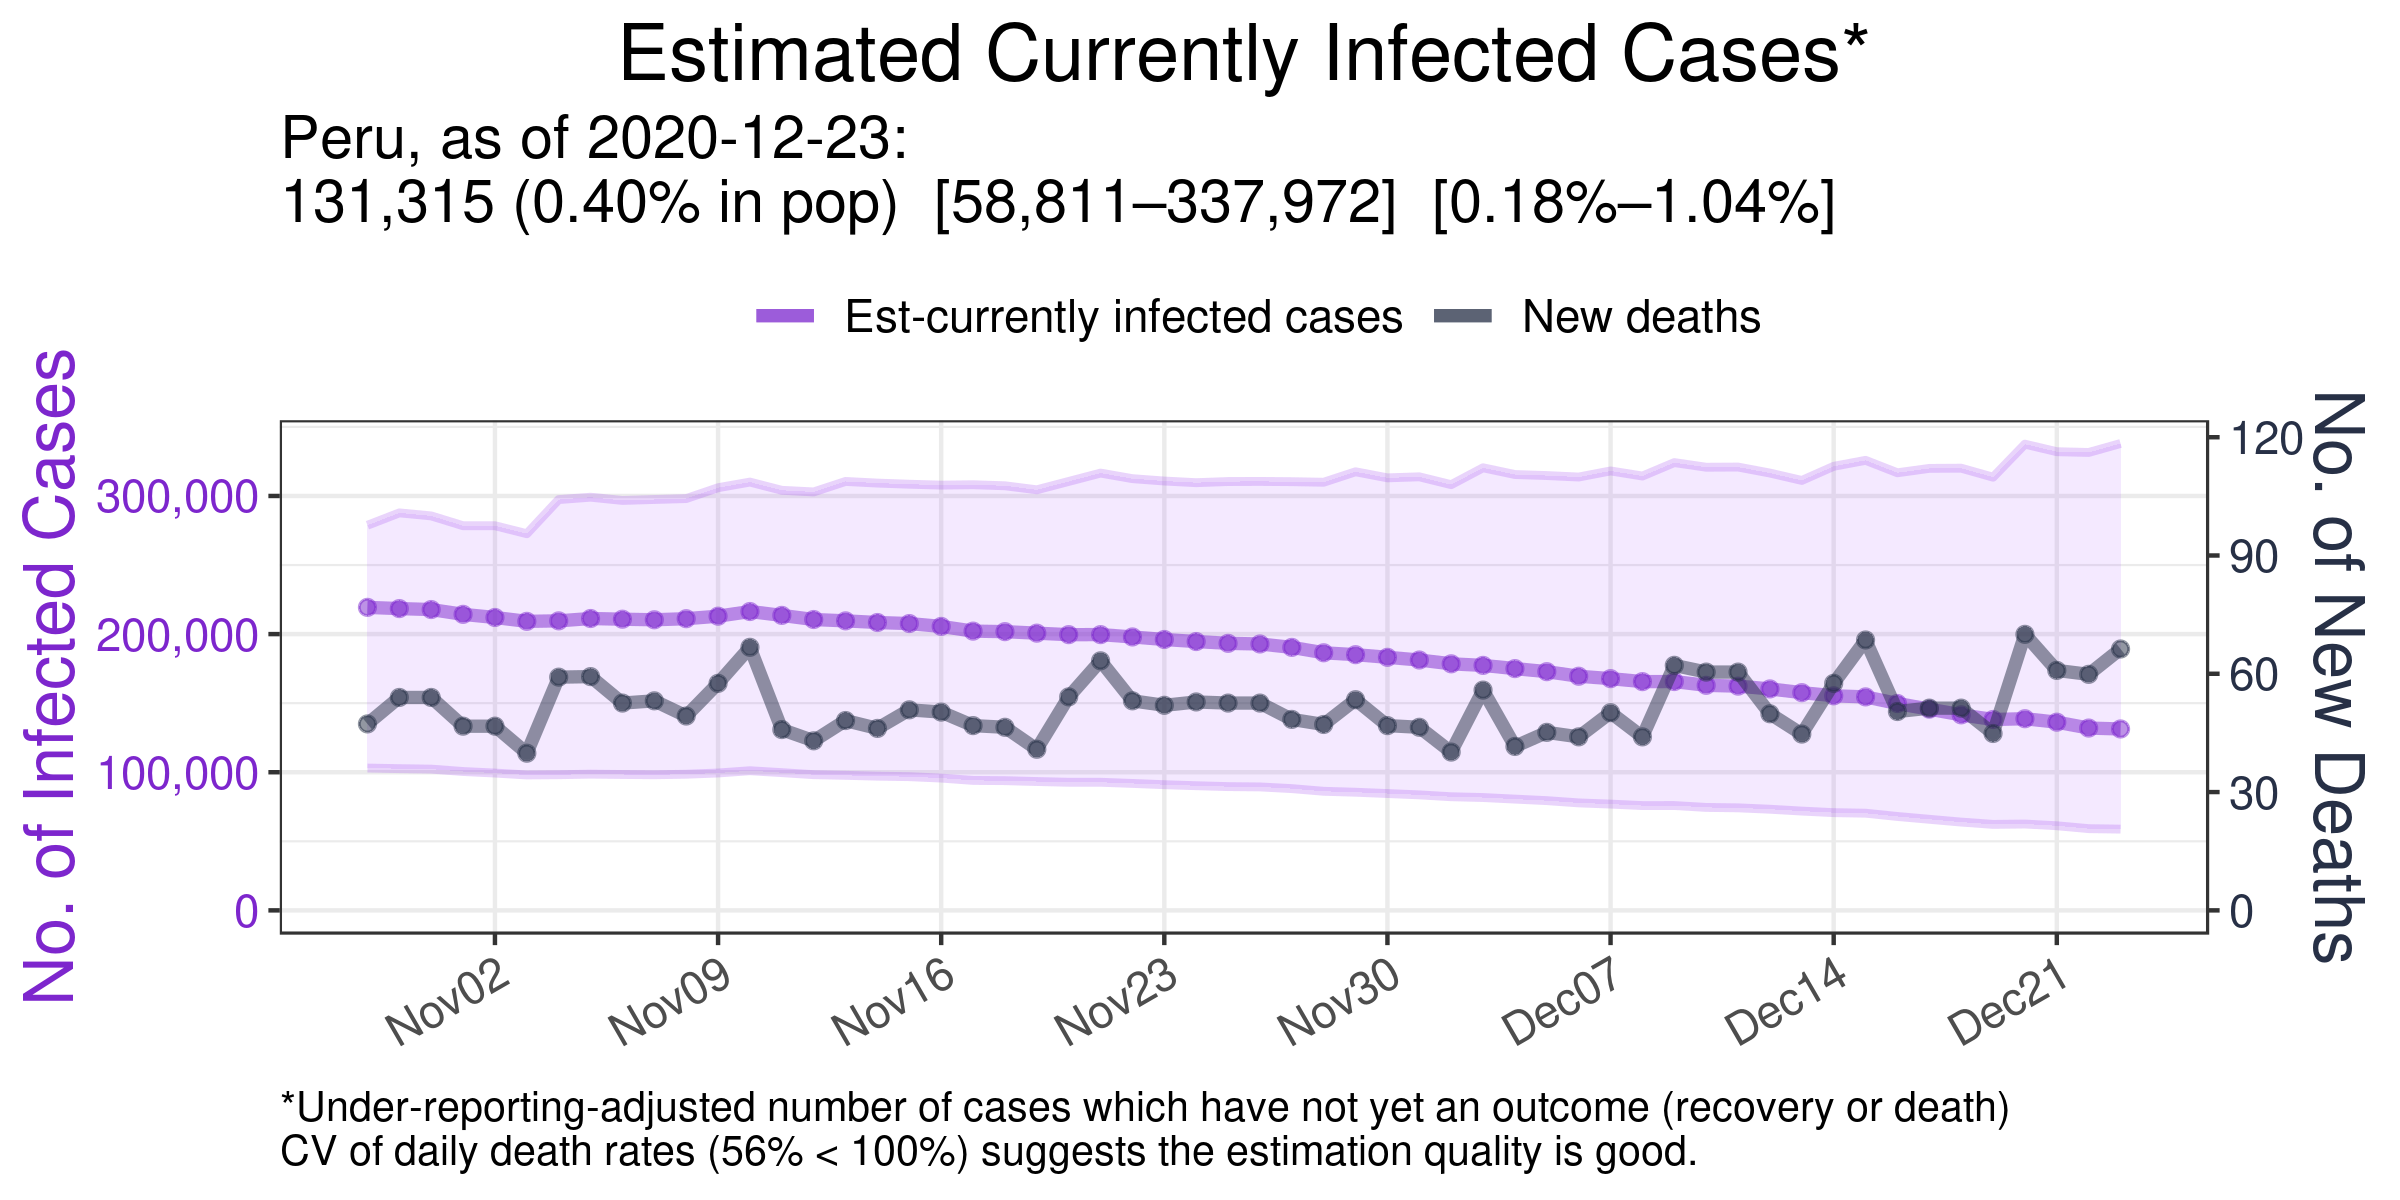 Estimated Currently Infected Cases*
Peru, as of 2020-12-23:
131,315 (0.40% in pop)  [58,811–337,972]  [0.18%–1.04%]
Est-currently infected cases
New deaths
No. of Infected Cases
300,000
200,000
100,000
0
120
90
60
30
0
No. of New Deaths
Nov02
Nov09
Nov16
Nov23
Nov30
Dec07
Dec14
Dec21
*Under-reporting-adjusted number of cases which have not yet an outcome (recovery or death)
CV of daily death rates (56% < 100%) suggests the estimation quality is good.